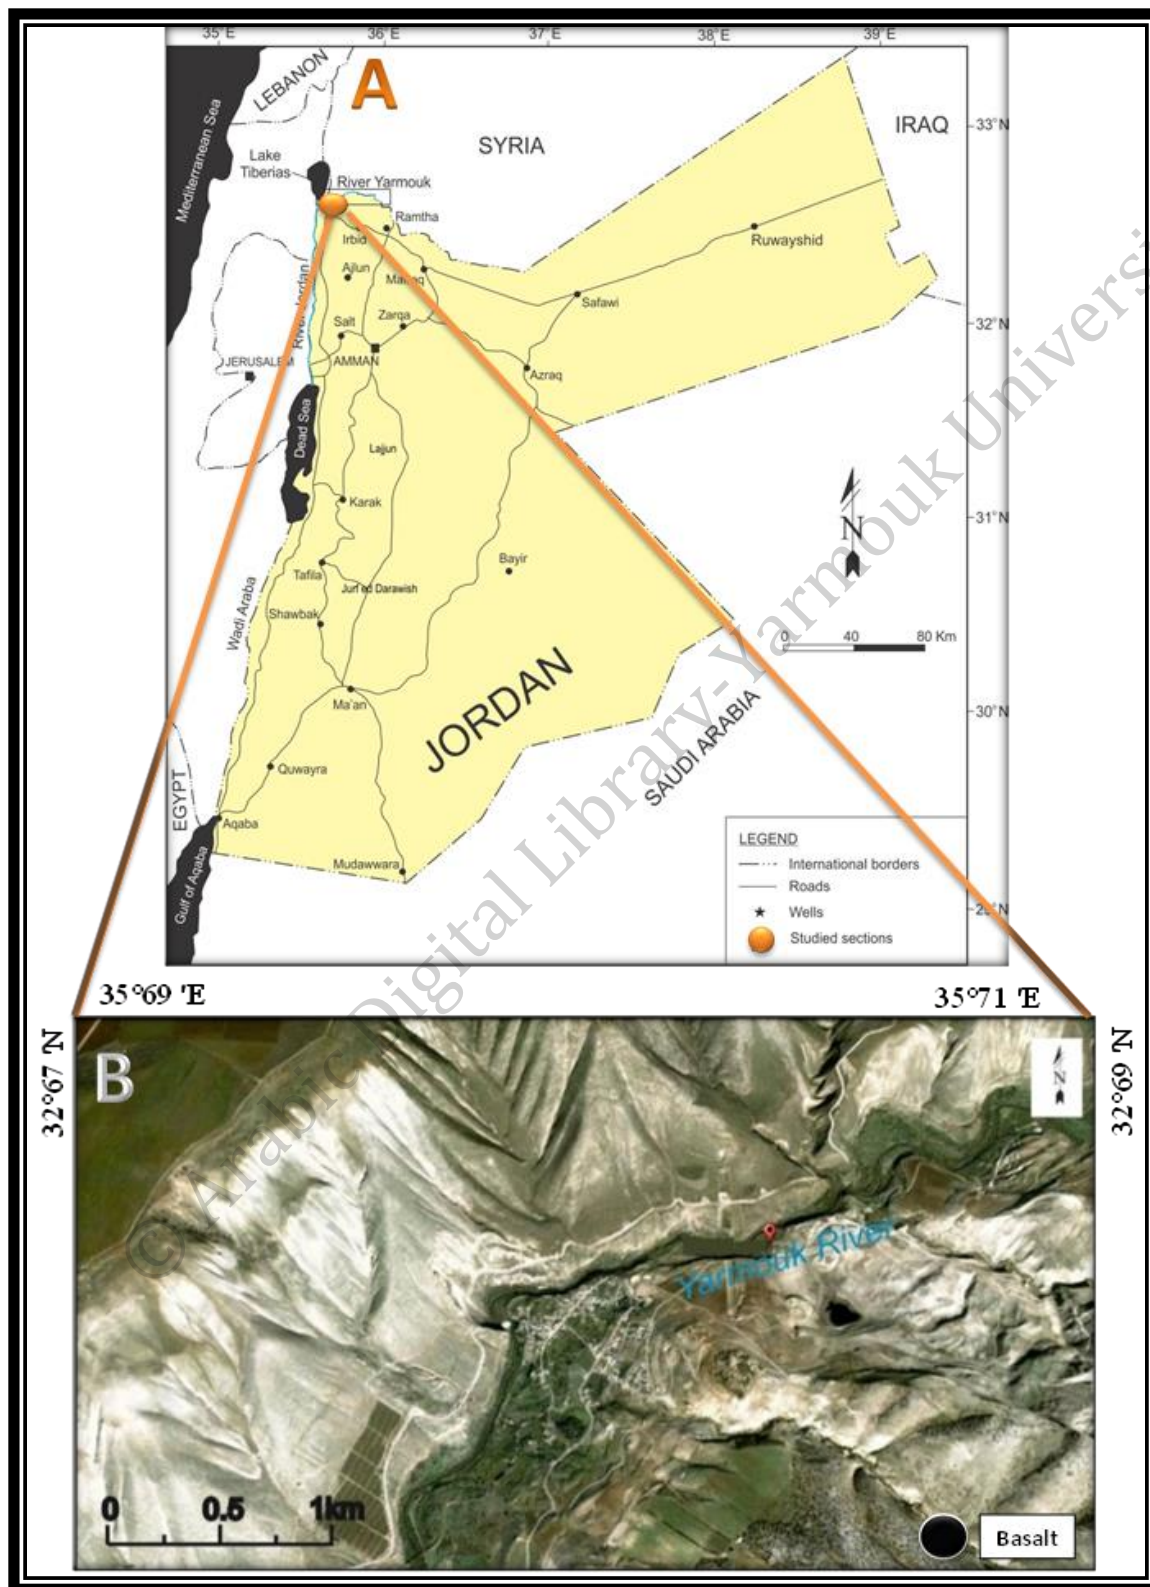 35°E 36°E 37°E 38°E 39°E
A
LEBANON
SYRIA
IRAQ
33°N
Mediterranean Sea
Lake
Tiberias
River Yarmouk
Ramtha
Irbid
Ruwayshid
Ajlun
Mafraq
River Jordan
Safawi
Salt
Zarqa
32°N
JERUSALEM
AMMAN
Azraq
Dead Sea
Lajjun
Karak
31°N
N
Bayir
Tafila
Jurf ed Darawish
Wadi Araba
Shawbak
0 40 80 Km
Ma'an
JORDAN
30°N
SAUDI ARABIA
Quwayra
EGYPT
Aqaba
Mudawwara
Gulf of Aqaba
LEGEND
International borders
Roads
Wells
Studied sections
29°N
35°69 'E
35°71 'E
32°67 'N
32°69 'N
B
N
Yarmouk River
0 0.5 1km
Basalt
© Arabic Digital Library-Yarmouk Universi